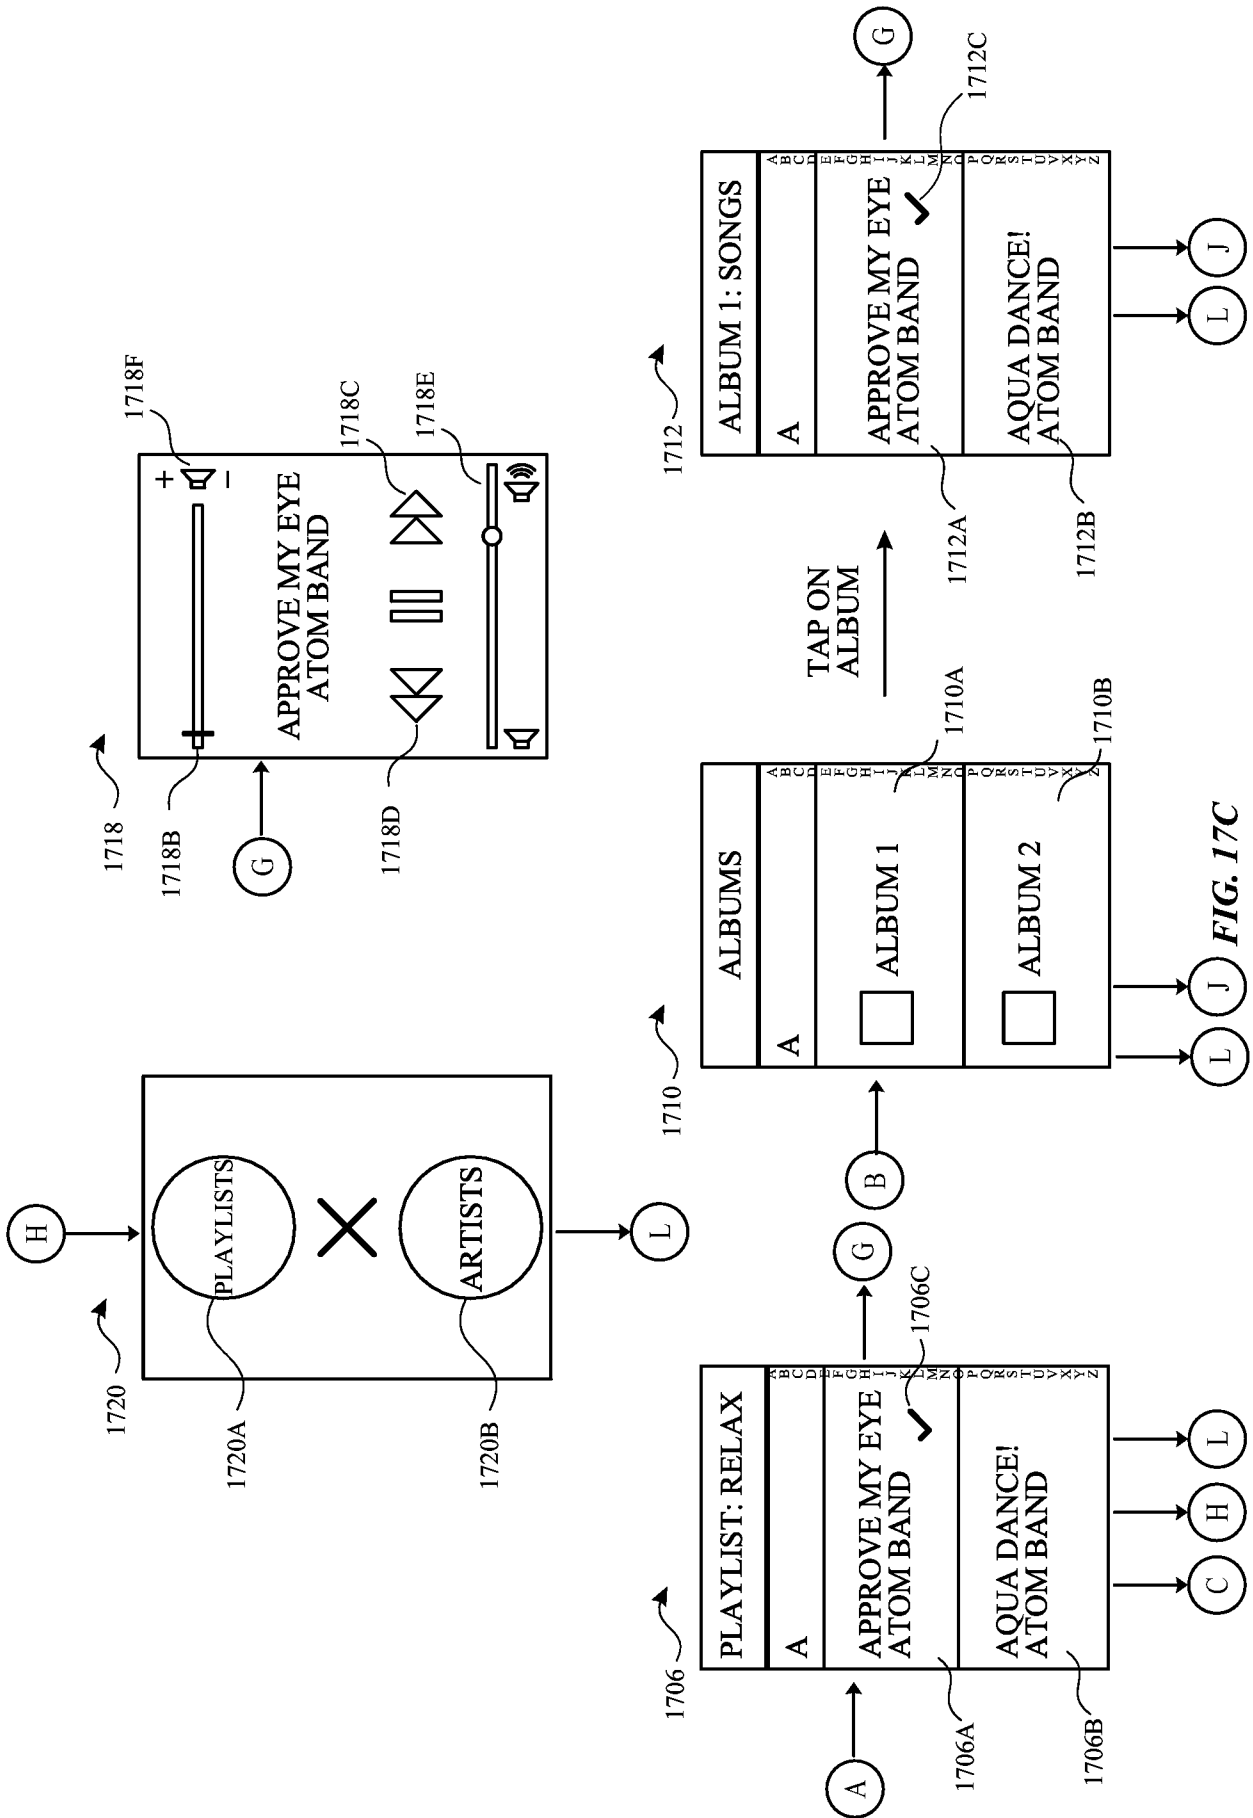 H
1720
PLAYLISTS
ARTISTS
1720A
1720B
L
1718
1718B
G
1718D
+
-
APPROVE MY EYE
ATOM BAND
1718F
1718C
1718E
1706
A
PLAYLIST: RELAX
A
APPROVE MY EYE
ATOM BAND
AQUA DANCE!
ATOM BAND
A
B
C
D
E
F
G
H
I
J
K
L
M
N
O
P
Q
R
S
T
U
V
X
Y
Z
1706A
1706B
1706C
G
C
H
L
1710
B
ALBUMS
A
ALBUM 1
ALBUM 2
A
B
C
D
E
F
G
H
I
J
K
L
M
N
O
P
Q
R
S
T
U
V
X
Y
Z
1710A
1710B
L
J
TAP ON
ALBUM
1712
ALBUM 1: SONGS
A
APPROVE MY EYE
ATOM BAND
AQUA DANCE!
ATOM BAND
A
B
C
D
E
F
G
H
I
J
K
L
M
N
O
P
Q
R
S
T
U
V
X
Y
Z
1712A
1712B
1712C
G
L
J
FIG. 17C